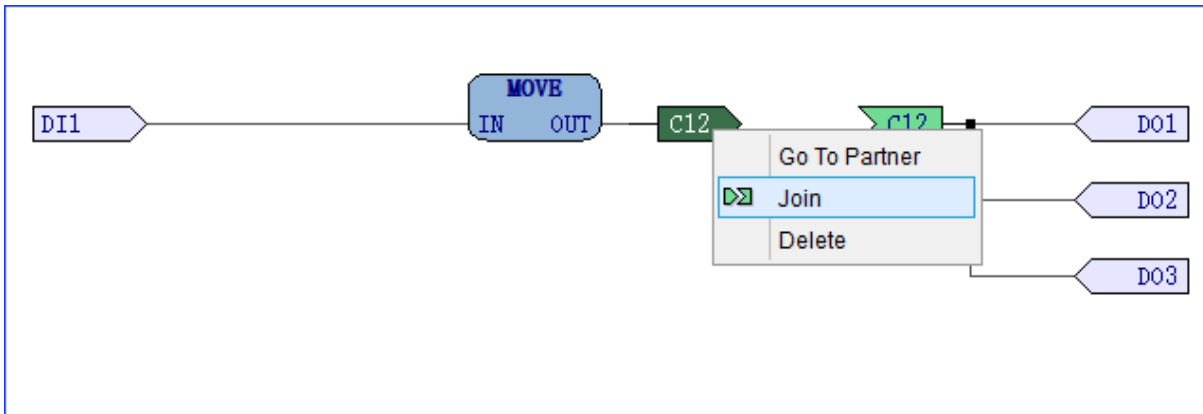 MOVE
DI1
IN OUT
C12
C12
DO1
Go To Partner
Join
DO2
Delete
DO3